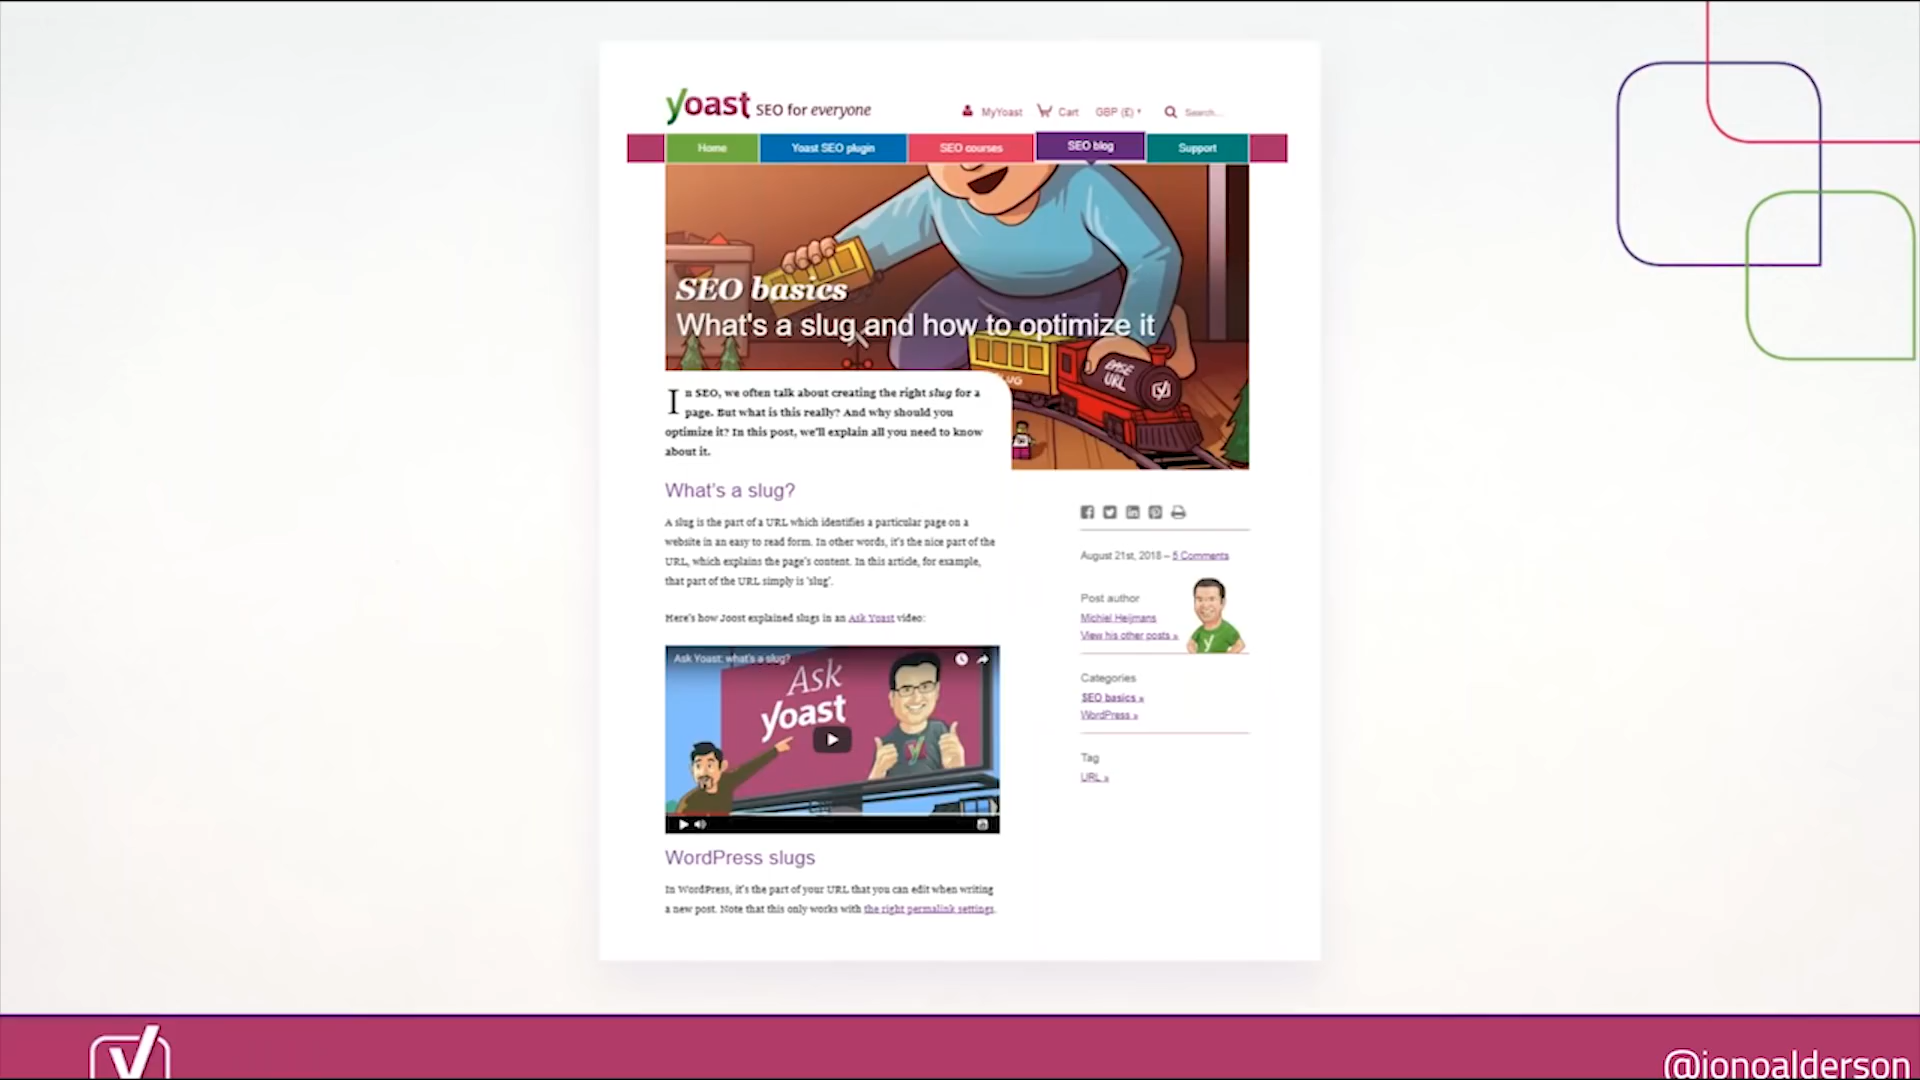 yoast SEO for everyone
MyYoast Cart GBP (£) Search...
Home Yoast SEO plugin SEO courses SEO blog Support
SEO basics
What's a slug and how to optimize it
BASE
URL
In SEO, we often talk about creating the right slug for a
page. But what is this really? And why should you
optimize it? In this post, we'll explain all you need to know
about it.
What's a slug?
A slug is the part of a URL which identifies a particular page on a
website in an easy to read form. In other words, it's the nice part of the
URL, which explains the page's content. In this article, for example,
that part of the URL simply is 'slug'.
Here's how Joost explained slugs in an Ask Yoast video:
Ask Yoast: what's a slug?
Ask
yoast
WordPress slugs
In WordPress, it's the part of your URL that you can edit when writing
a new post. Note that this only works with the right permalink settings.
August 21st, 2018 – 5 Comments
Post author
Michiel Heijmans
View his other posts »
Categories
SEO basics »
WordPress »
Tag
URL »
@jonoalderson